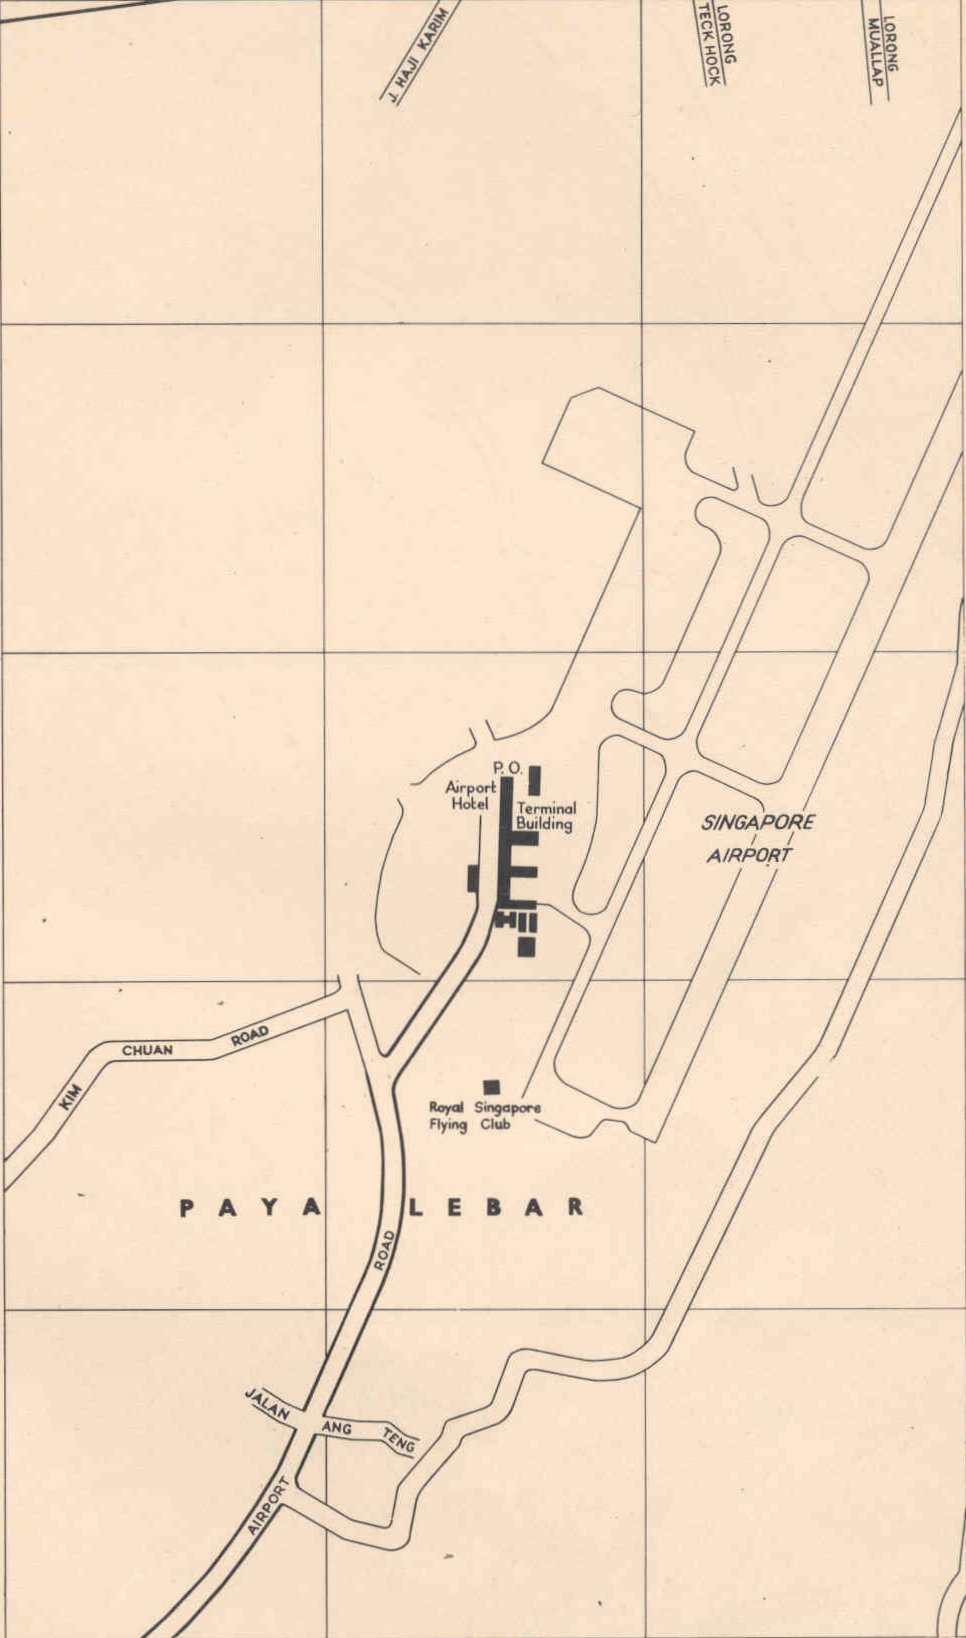 J. HAJI KARIM
LORONG
TECK HOCK
LORONG
MUALLAP
P.O.
Airport
Hotel
Terminal
Building
SINGAPORE
AIRPORT
KIM CHUAN ROAD
Royal Singapore
Flying Club
PAYA LEBAR
AIRPORT ROAD
JALAN ANG TENG